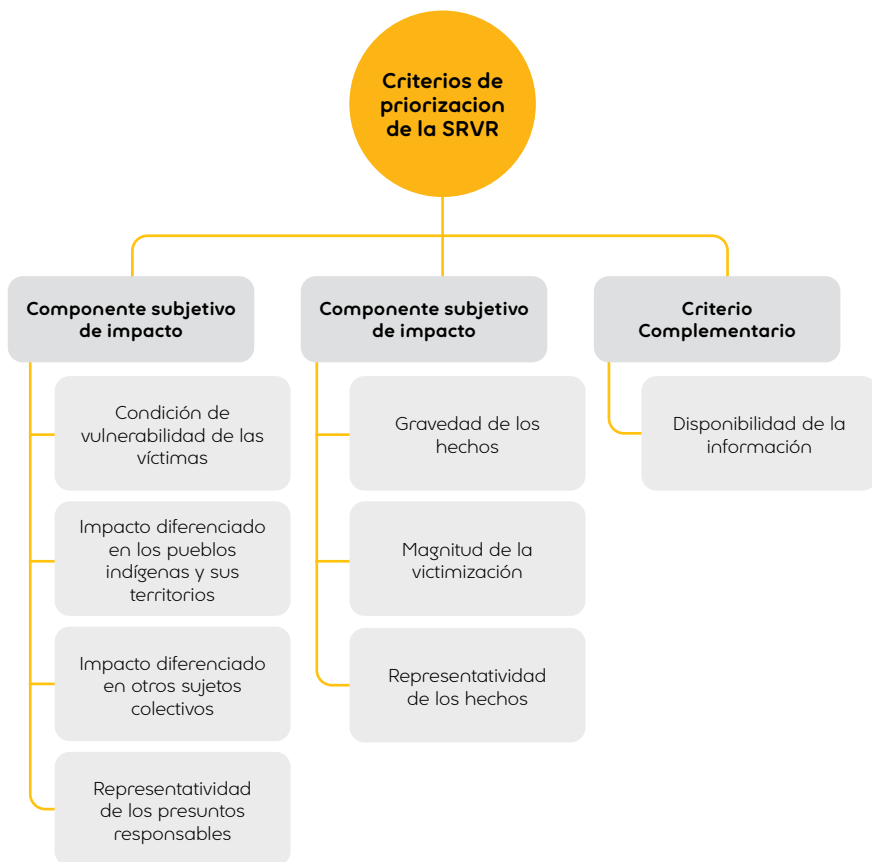 Criterios de
priorizacion
de la SRVR
Componente subjetivo
de impacto
Condición de
vulnerabilidad de las
víctimas
Impacto diferenciado
en los pueblos
indígenas y sus
territorios
Impacto diferenciado
en otros sujetos
colectivos
Representatividad
de los presuntos
responsables
Componente subjetivo
de impacto
Gravedad de los
hechos
Magnitud de la
victimización
Representatividad
de los hechos
Criterio
Complementario
Disponibilidad de la
información